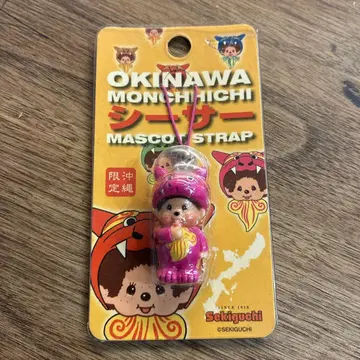 OKINAWA
MONCHHICHI
シーサー
MASCOT STRAP
沖縄
限定
SINCE 1918
Sekiguchi
©SEKIGUCHI